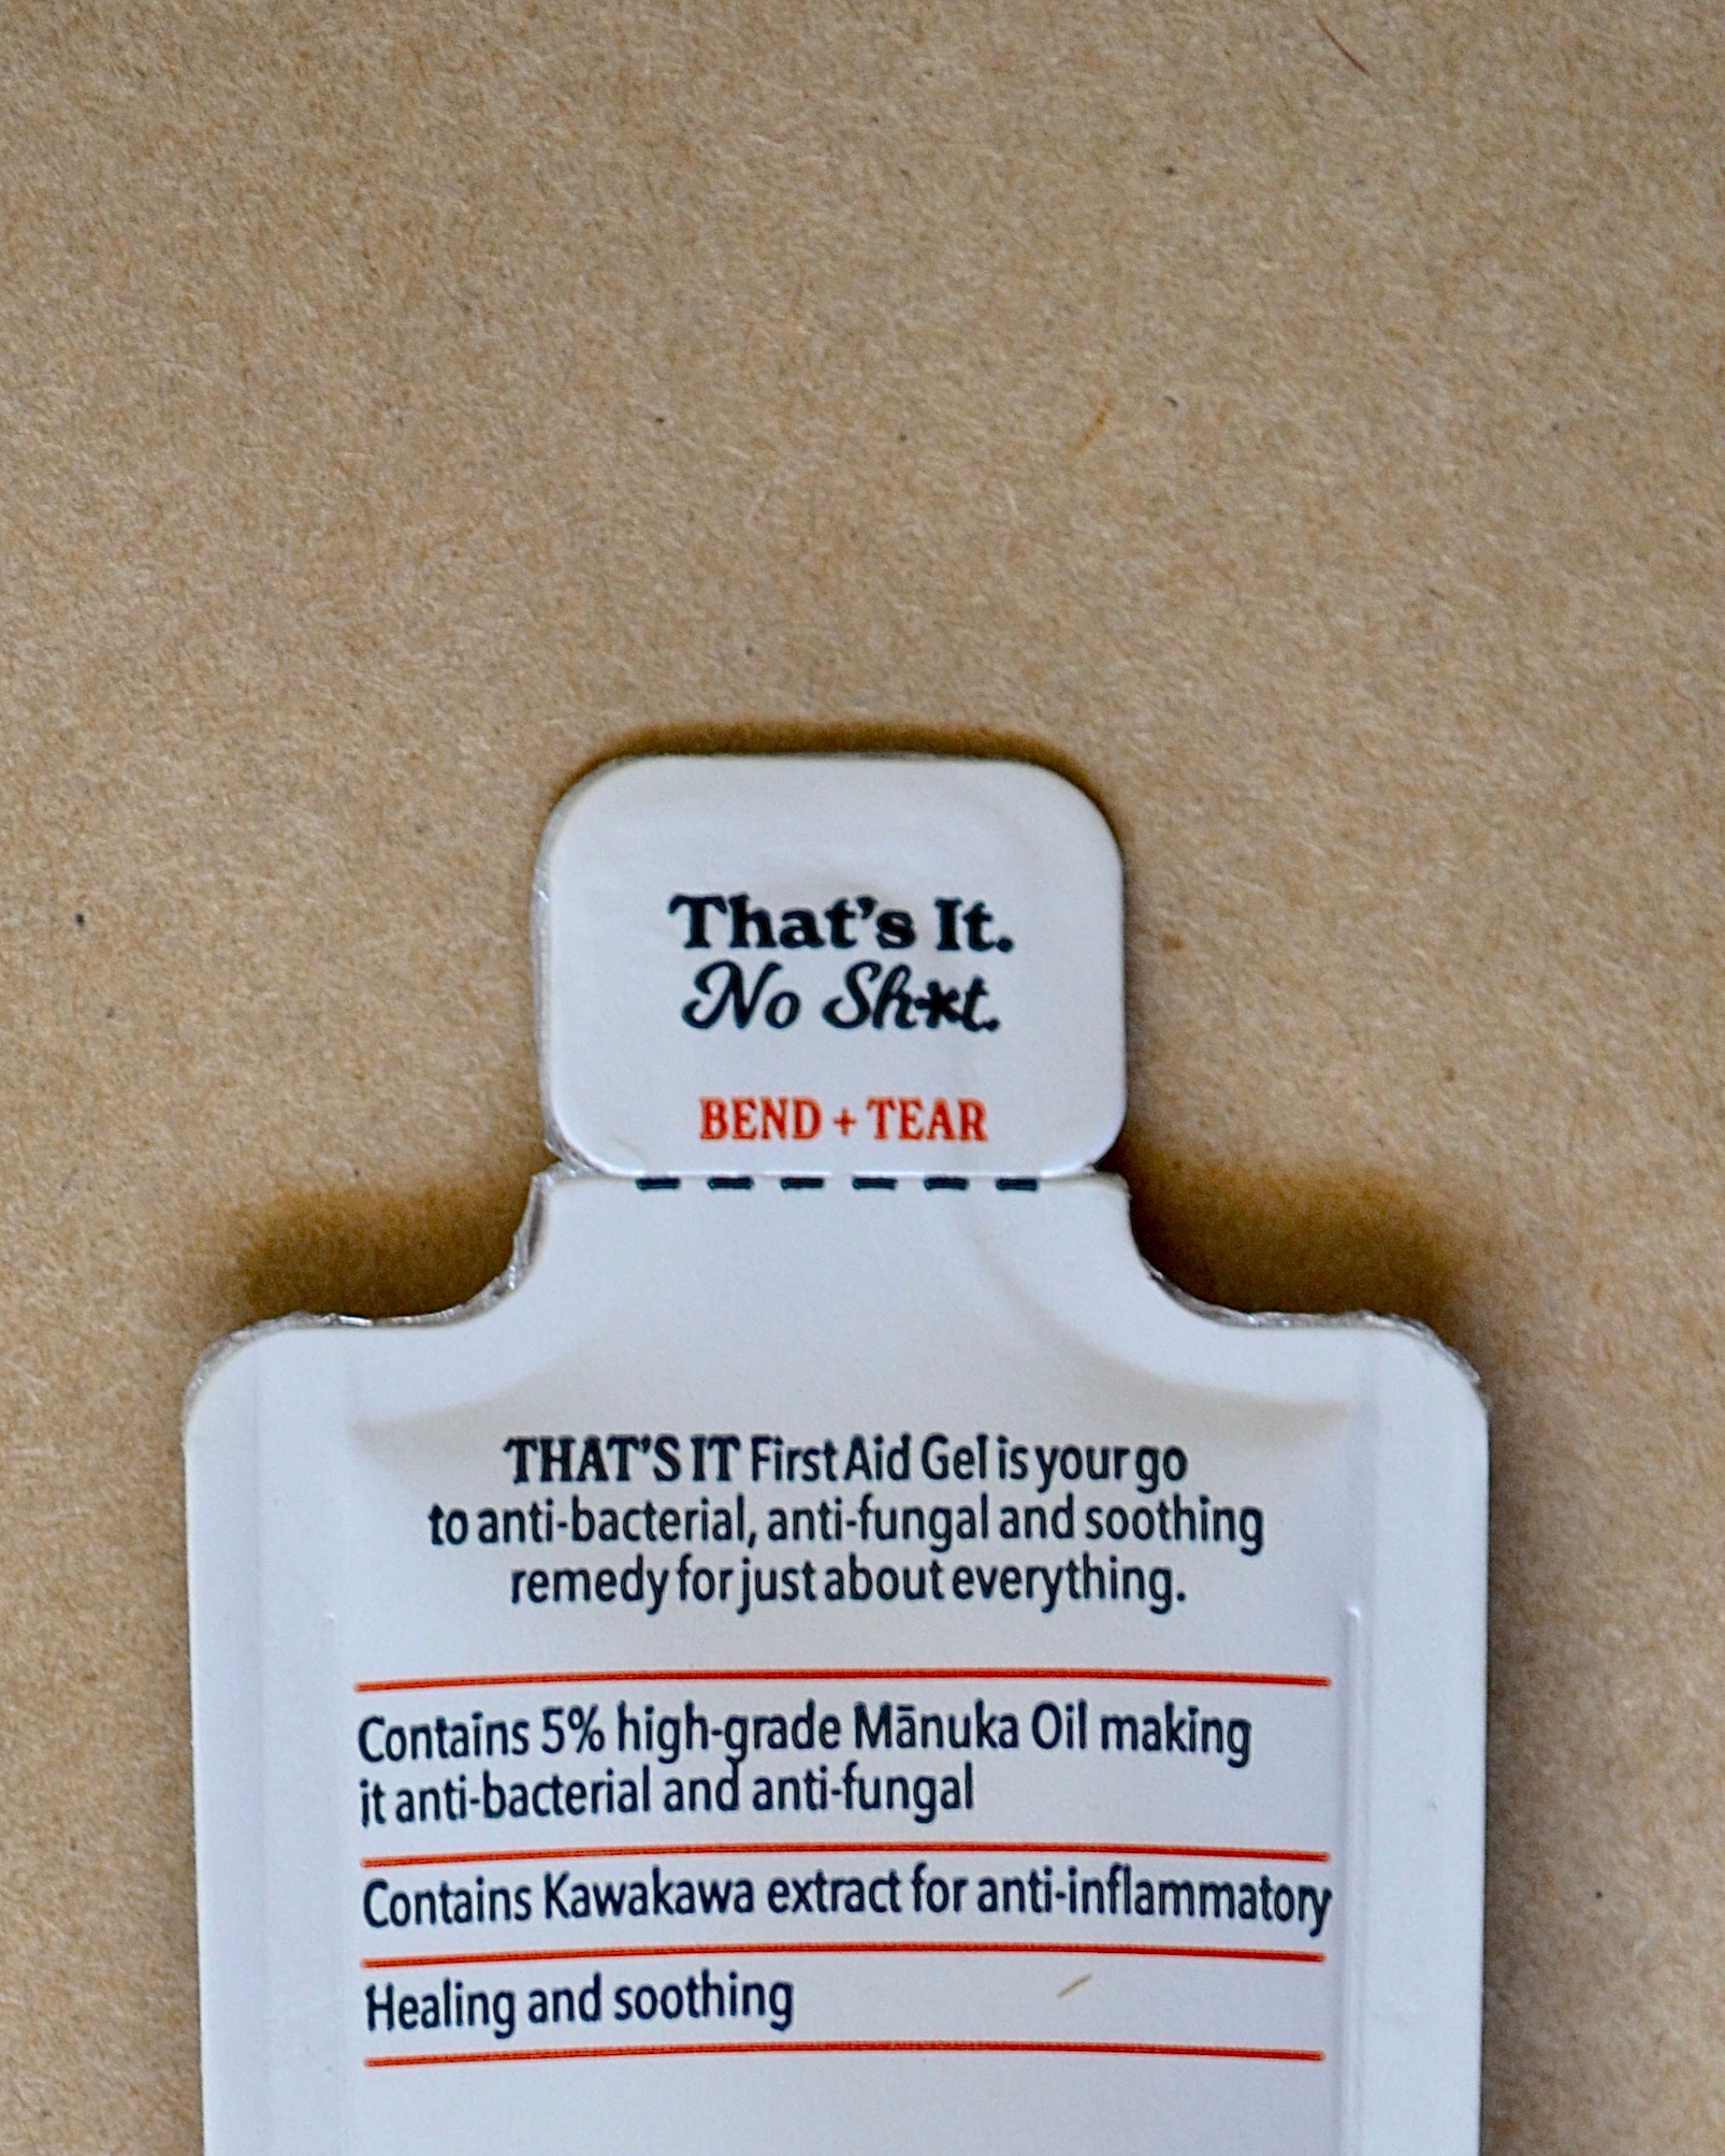 That's It.
No Sh*t.
BEND + TEAR
THAT'S IT First Aid Gel is your go
to anti-bacterial, anti-fungal and soothing
remedy for just about everything.
Contains 5% high-grade Mānuka Oil making
it anti-bacterial and anti-fungal
Contains Kawakawa extract for anti-inflammatory
Healing and soothing